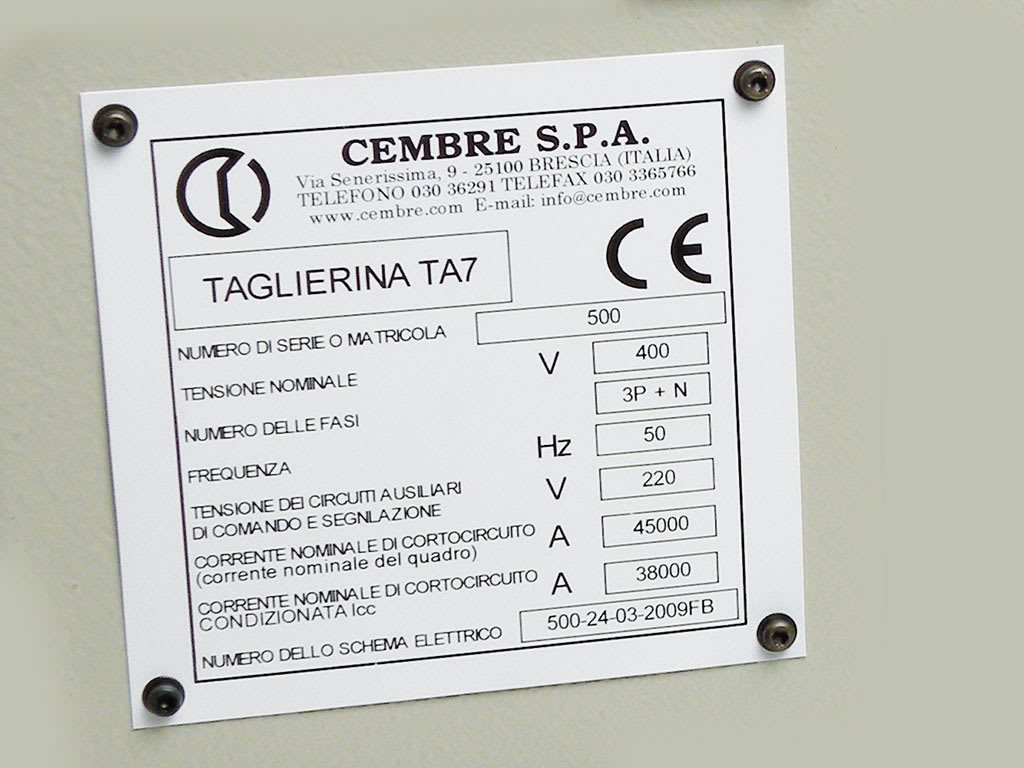 CEMBRE S.P.A.
Via Senerissima, 9 - 25100 BRESCIA (ITALIA)
TELEFONO 030 36291 TELEFAX 030 3365766
www.cembre.com E-mail: info@cembre.com
CE
TAGLIERINA TA7
NUMERO DI SERIE O MATRICOLA 500
TENSIONE NOMINALE V 400
NUMERO DELLE FASI 3P + N
FREQUENZA Hz 50
TENSIONE DEI CIRCUITI AUSILIARI
DI COMANDO E SEGNLAZIONE V 220
CORRENTE NOMINALE DI CORTOCIRCUITO A 45000
(corrente nominale del quadro)
CORRENTE NOMINALE DI CORTOCIRCUITO A 38000
CONDIZIONATA Icc
NUMERO DELLO SCHEMA ELETTRICO 500-24-03-2009FB